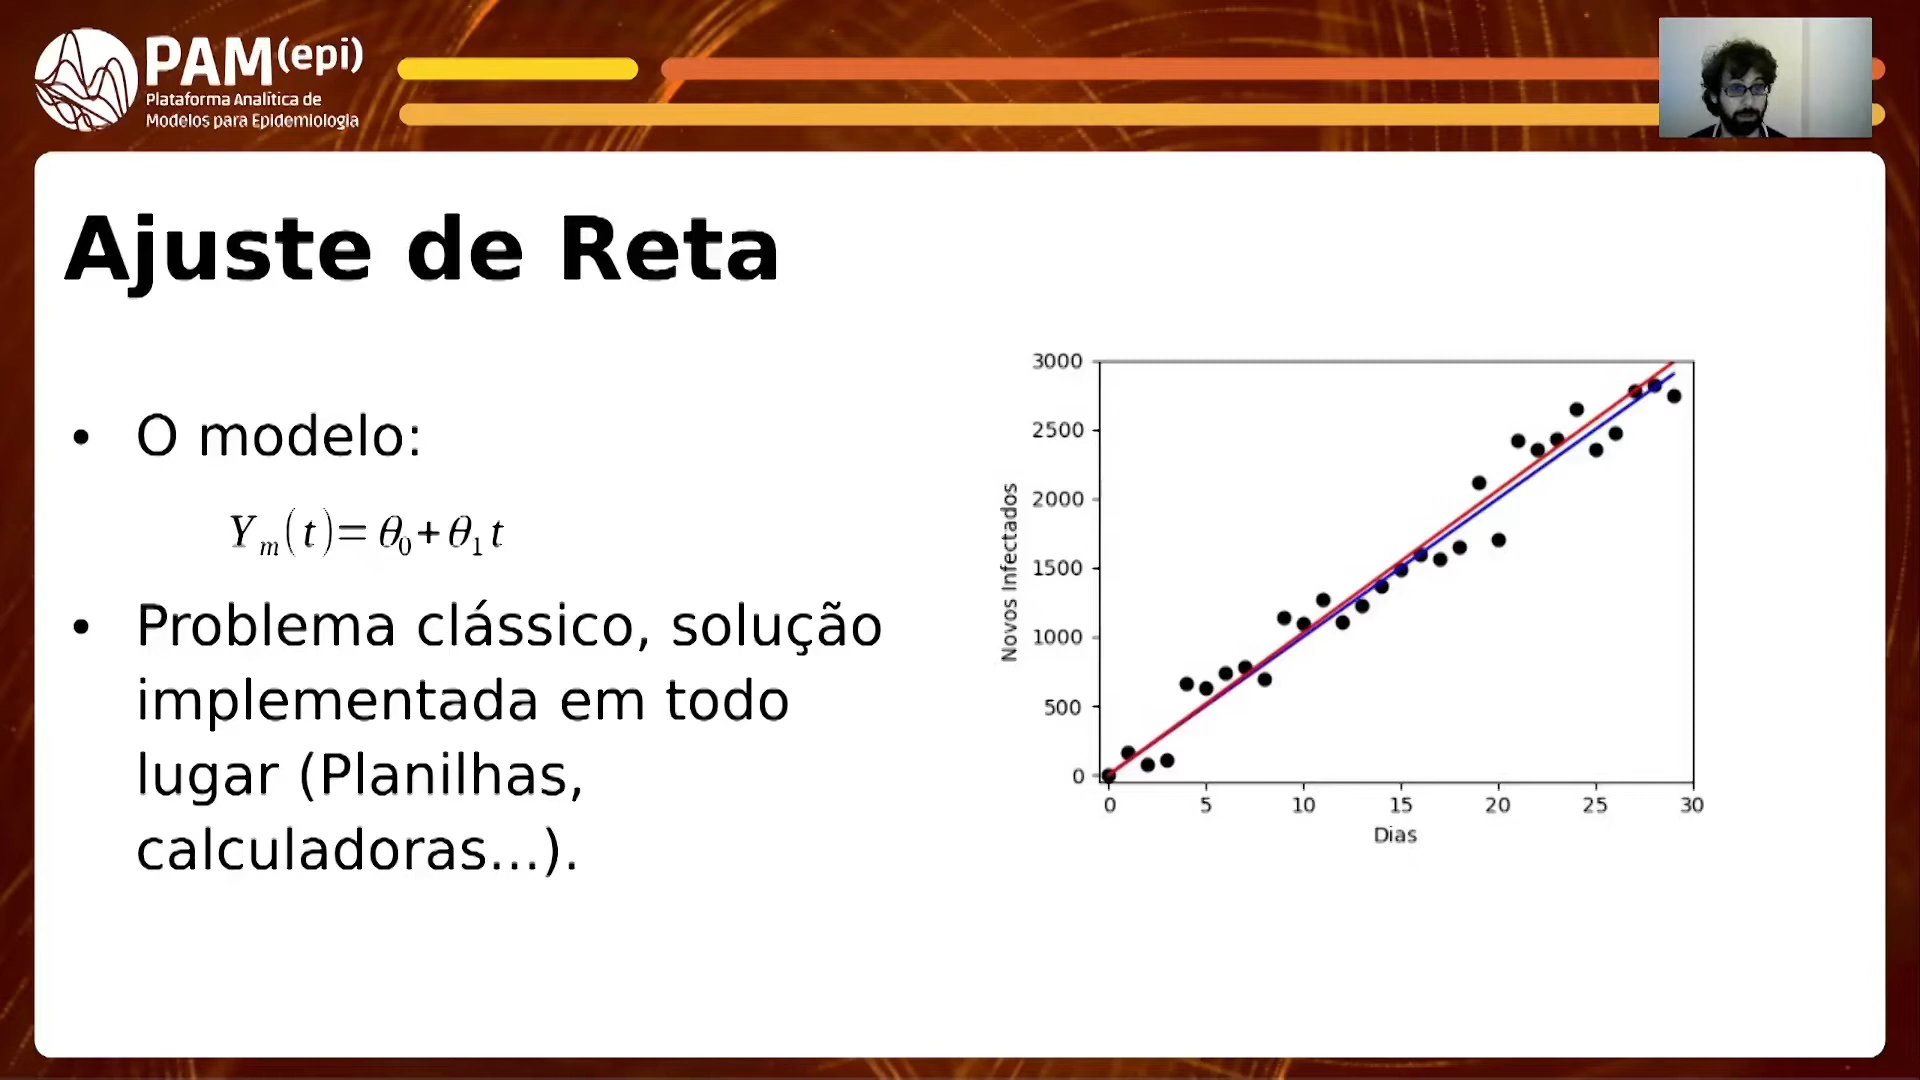 PAM(epi)
Plataforma Analítica de
Modelos para Epidemiologia
Ajuste de Reta
• O modelo:
Y_m(t)= θ_0+θ_1 t
• Problema clássico, solução
implementada em todo
lugar (Planilhas,
calculadoras...).
3000
2500
2000
1500
1000
500
0
Novos Infectados
0 5 10 15 20 25 30
Dias